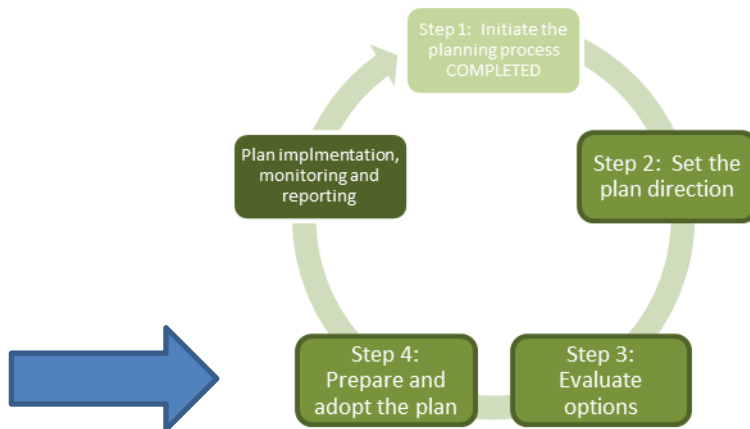 Step 1:  Initiate the
planning process
COMPLETED
Step 2:  Set the
plan direction
Step 3:
Evaluate
options
Step 4:
Prepare and
adopt the plan
Plan implmentation,
monitoring and
reporting